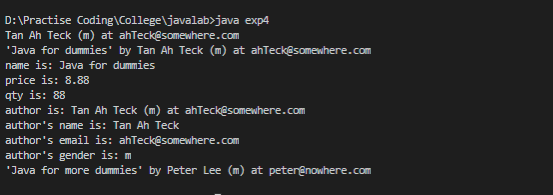 D:\Practise Coding\College\javalab>java exp4
Tan Ah Teck (m) at ahTeck@somewhere.com
'Java for dummies' by Tan Ah Teck (m) at ahTeck@somewhere.com
name is: Java for dummies
price is: 8.88
qty is: 88
author is: Tan Ah Teck (m) at ahTeck@somewhere.com
author's name is: Tan Ah Teck
author's email is: ahTeck@somewhere.com
author's gender is: m
'Java for more dummies' by Peter Lee (m) at peter@nowhere.com